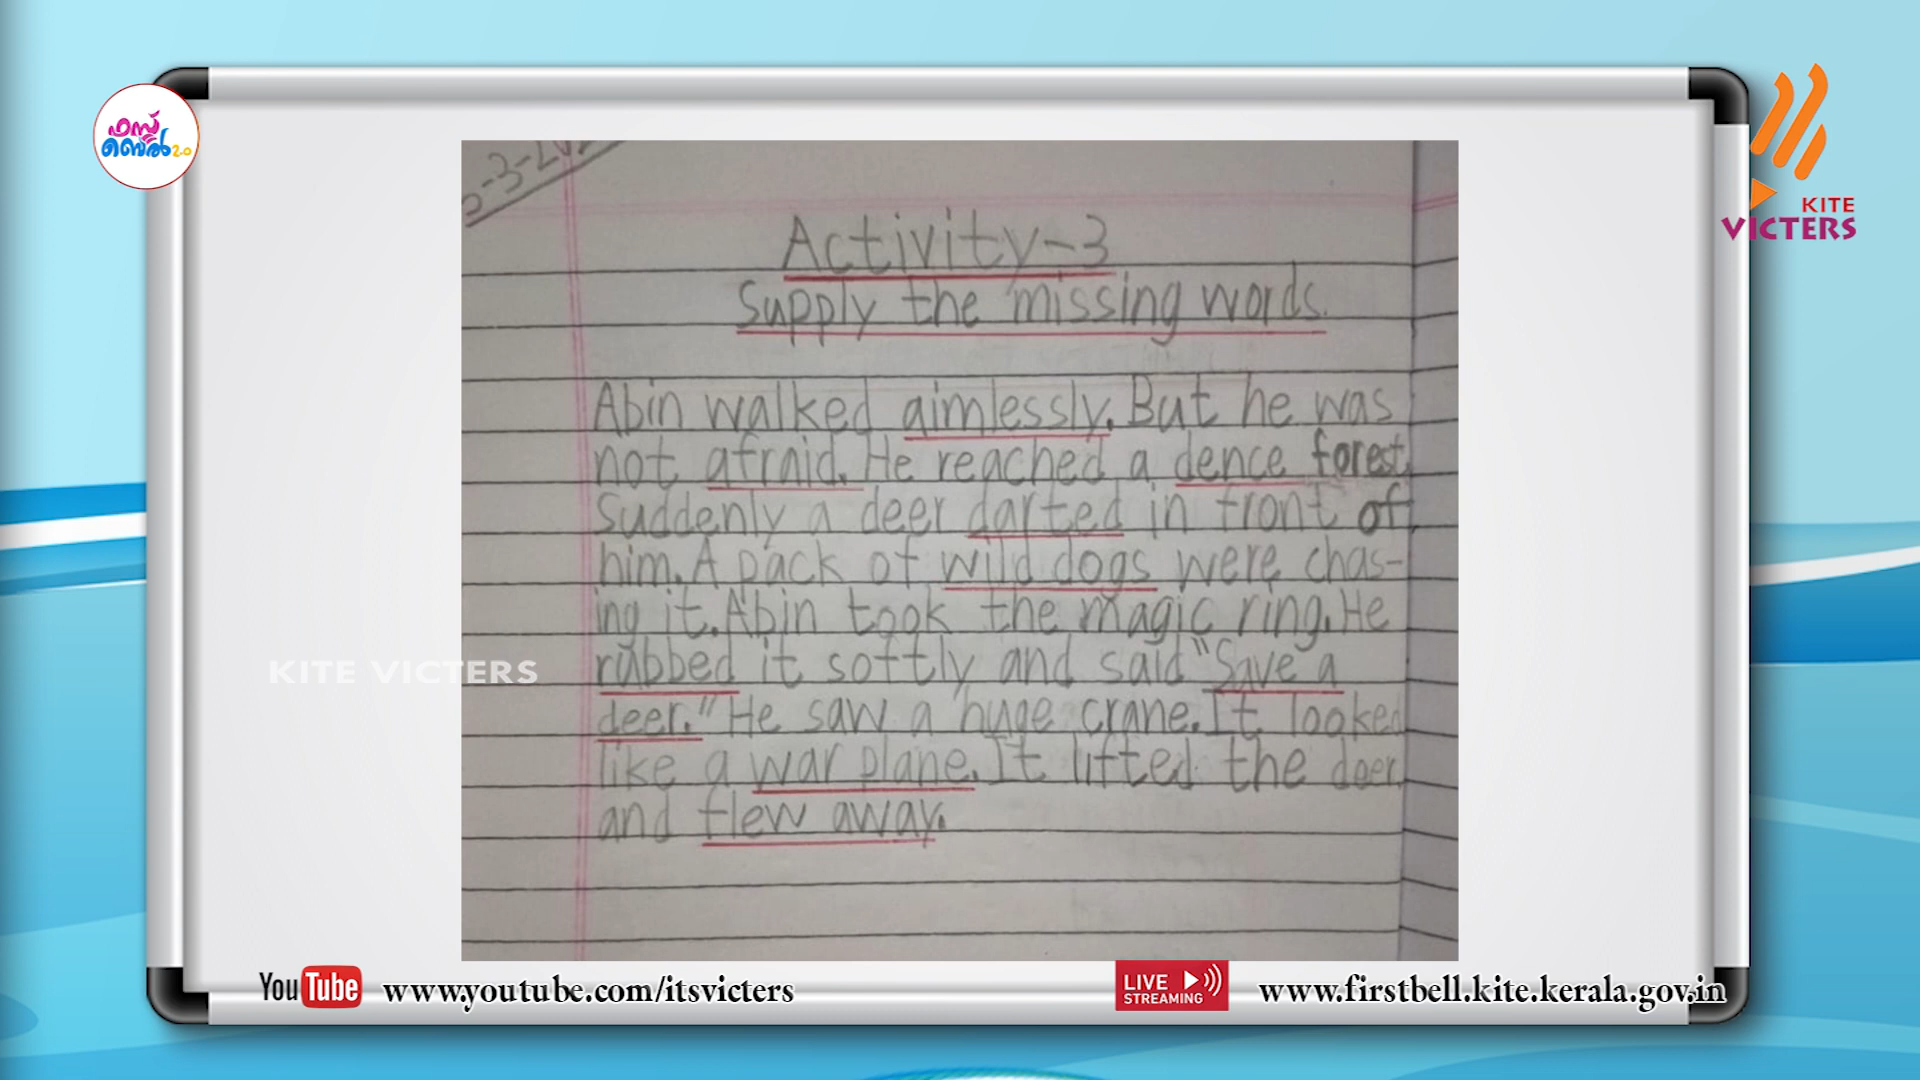 ഫസ്റ്റ്
ബെൽ 2.0
KITE
VICTERS
Activity-3
Supply the missing words.
Abin walked aimlessly. But he was
not afraid. He reached a dence forest
Suddenly a deer darted in front of
him. A pack of wild dogs were chas-
ing it. Abin took the magic ring. He
rubbed it softly and said "Save a
deer." He saw a huge crane. It looked
like a war plane. It lifted the deer
and flew away.
KITE VICTERS
YouTube www.youtube.com/itsvicters
LIVE STREAMING www.firstbell.kite.kerala.gov.in